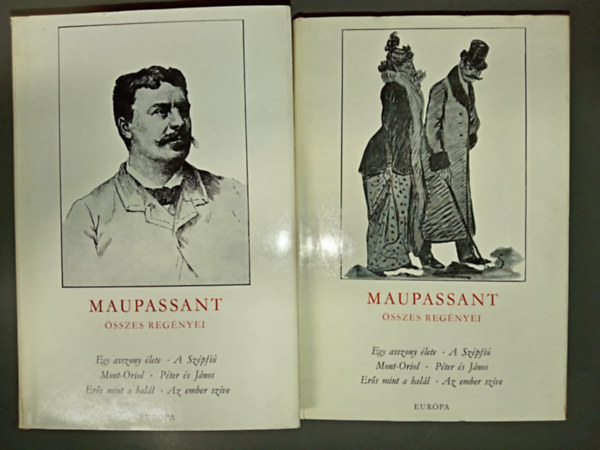 MAUPASSANT
ÖSSZES REGÉNYEI
Egy asszony élete · A Szépfiú
Mont-Oriol · Péter és János
Erős mint a halál · Az ember szíve
EURÓPA
MAUPASSANT
ÖSSZES REGÉNYEI
Egy asszony élete · A Szépfiú
Mont-Oriol · Péter és János
Erős mint a halál · Az ember szíve
EURÓPA